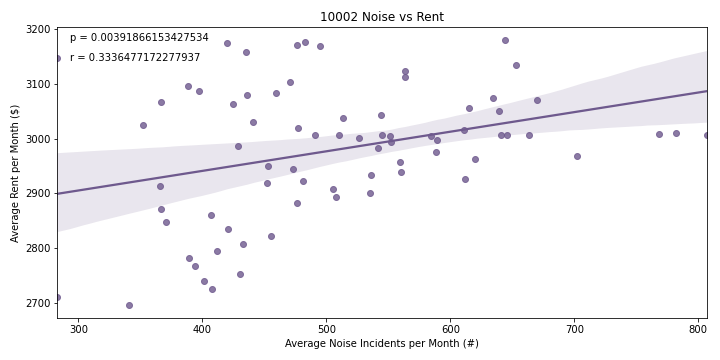 10002 Noise vs Rent
p = 0.00391866153427534
r = 0.3336477172277937
3200
3100
3000
2900
2800
2700
Average Rent per Month ($)
300 400 500 600 700 800
Average Noise Incidents per Month (#)